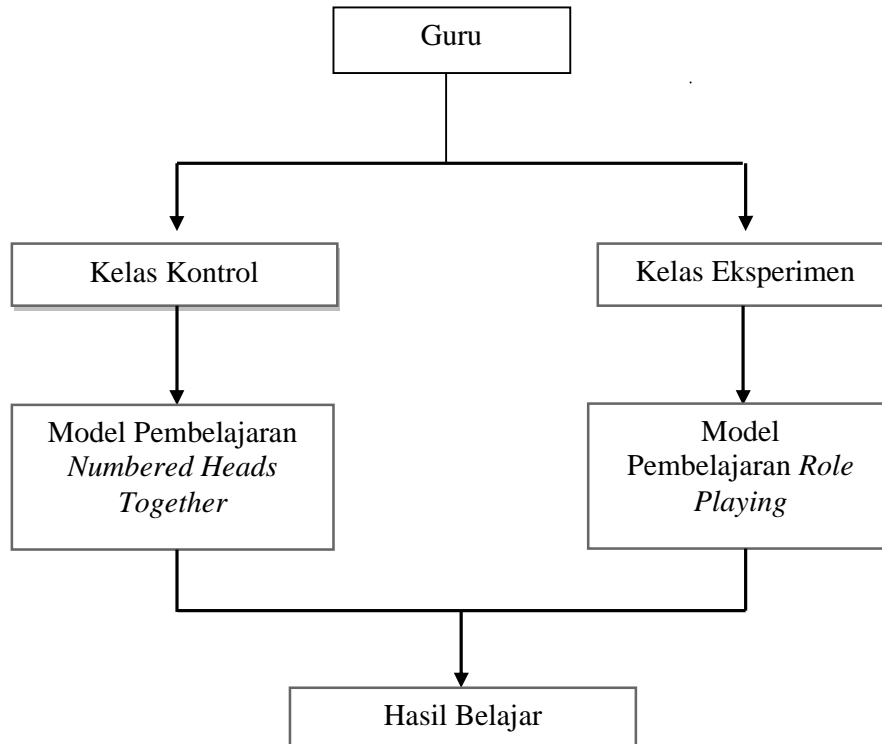 Guru
Kelas Kontrol
Kelas Eksperimen
Model Pembelajaran
Numbered Heads
Together
Model
Pembelajaran Role
Playing
Hasil Belajar